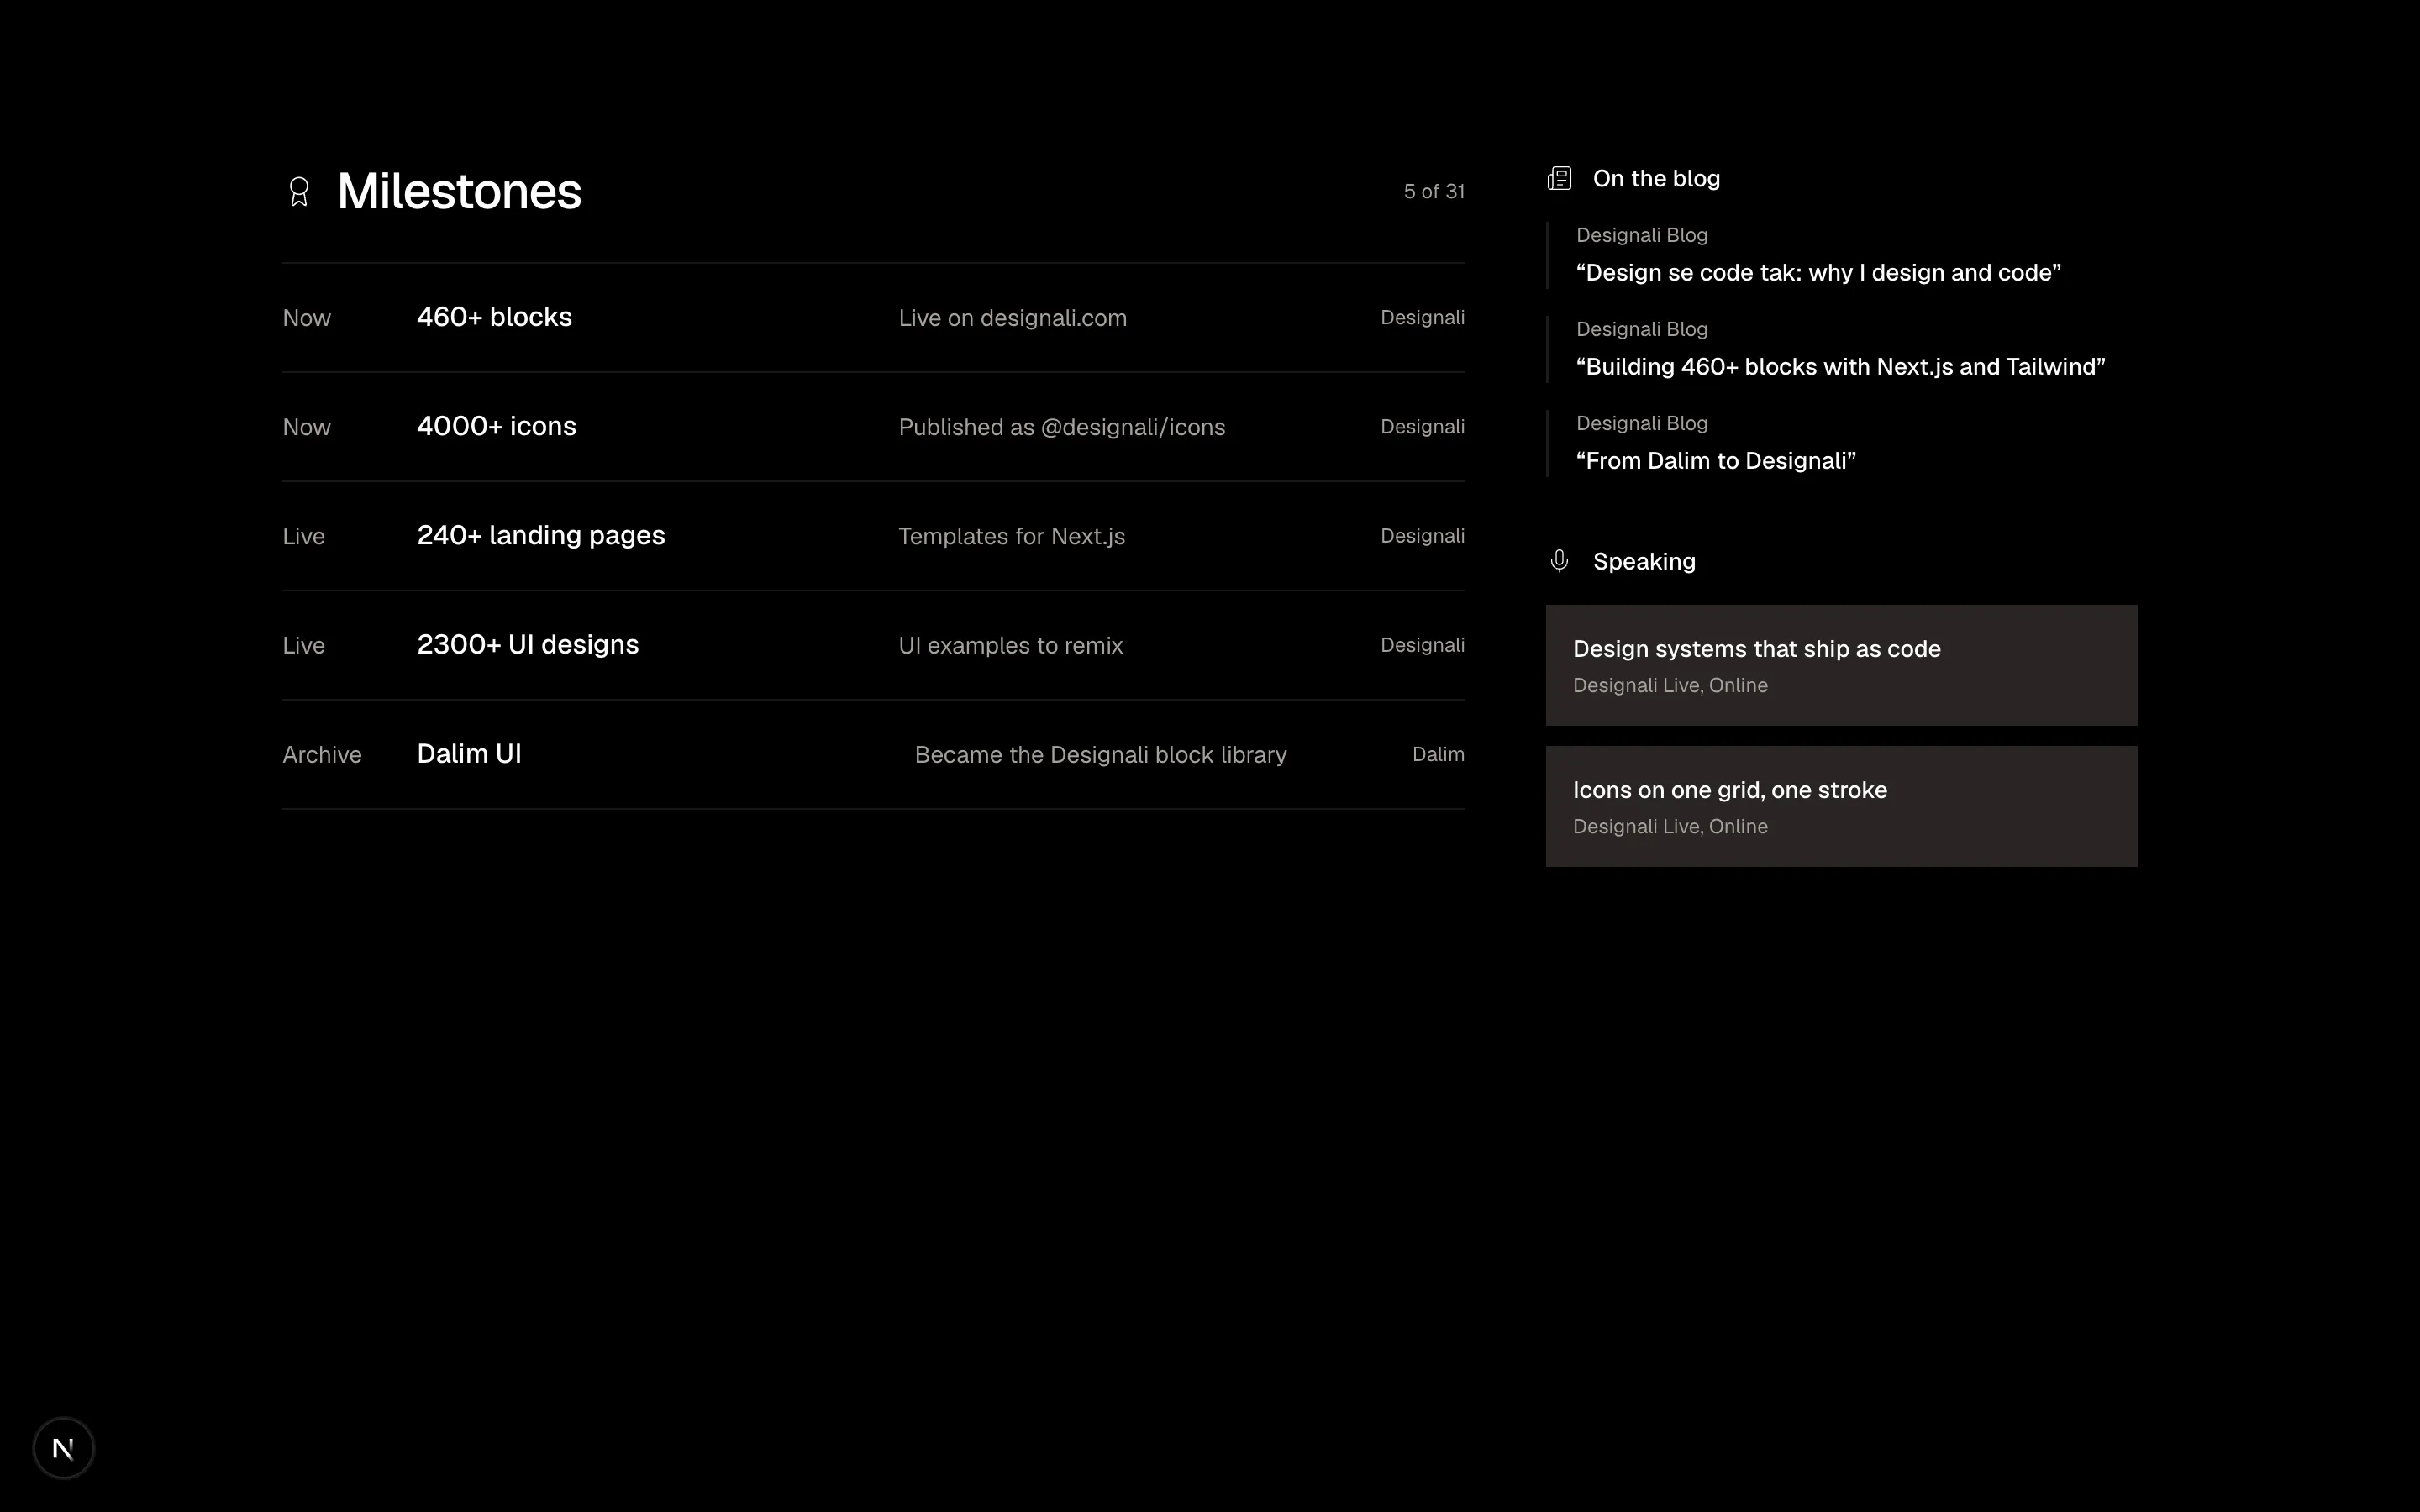 Milestones
5 of 31
Now 460+ blocks Live on designali.com Designali
Now 4000+ icons Published as @designali/icons Designali
Live 240+ landing pages Templates for Next.js Designali
Live 2300+ UI designs UI examples to remix Designali
Archive Dalim UI Became the Designali block library Dalim
On the blog
Designali Blog
“Design se code tak: why I design and code”
Designali Blog
“Building 460+ blocks with Next.js and Tailwind”
Designali Blog
“From Dalim to Designali”
Speaking
Design systems that ship as code
Designali Live, Online
Icons on one grid, one stroke
Designali Live, Online
N